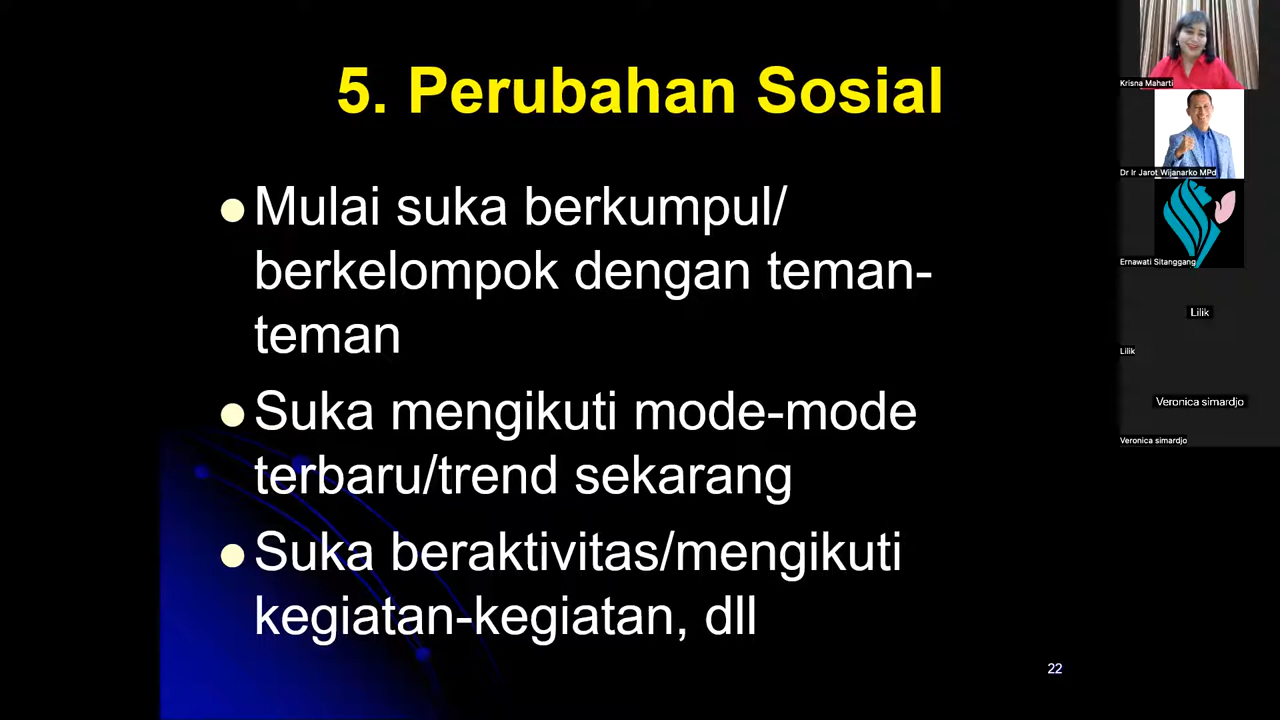 5. Perubahan Sosial
Mulai suka berkumpul/
berkelompok dengan teman-
teman
Suka mengikuti mode-mode
terbaru/trend sekarang
Suka beraktivitas/mengikuti
kegiatan-kegiatan, dll
22
Krisna Maharti
Dr Ir Jarot Wijanarko MPd
Ernawati Sitanggang
Lilik
Lilik
Veronica simardjo
Veronica simardjo